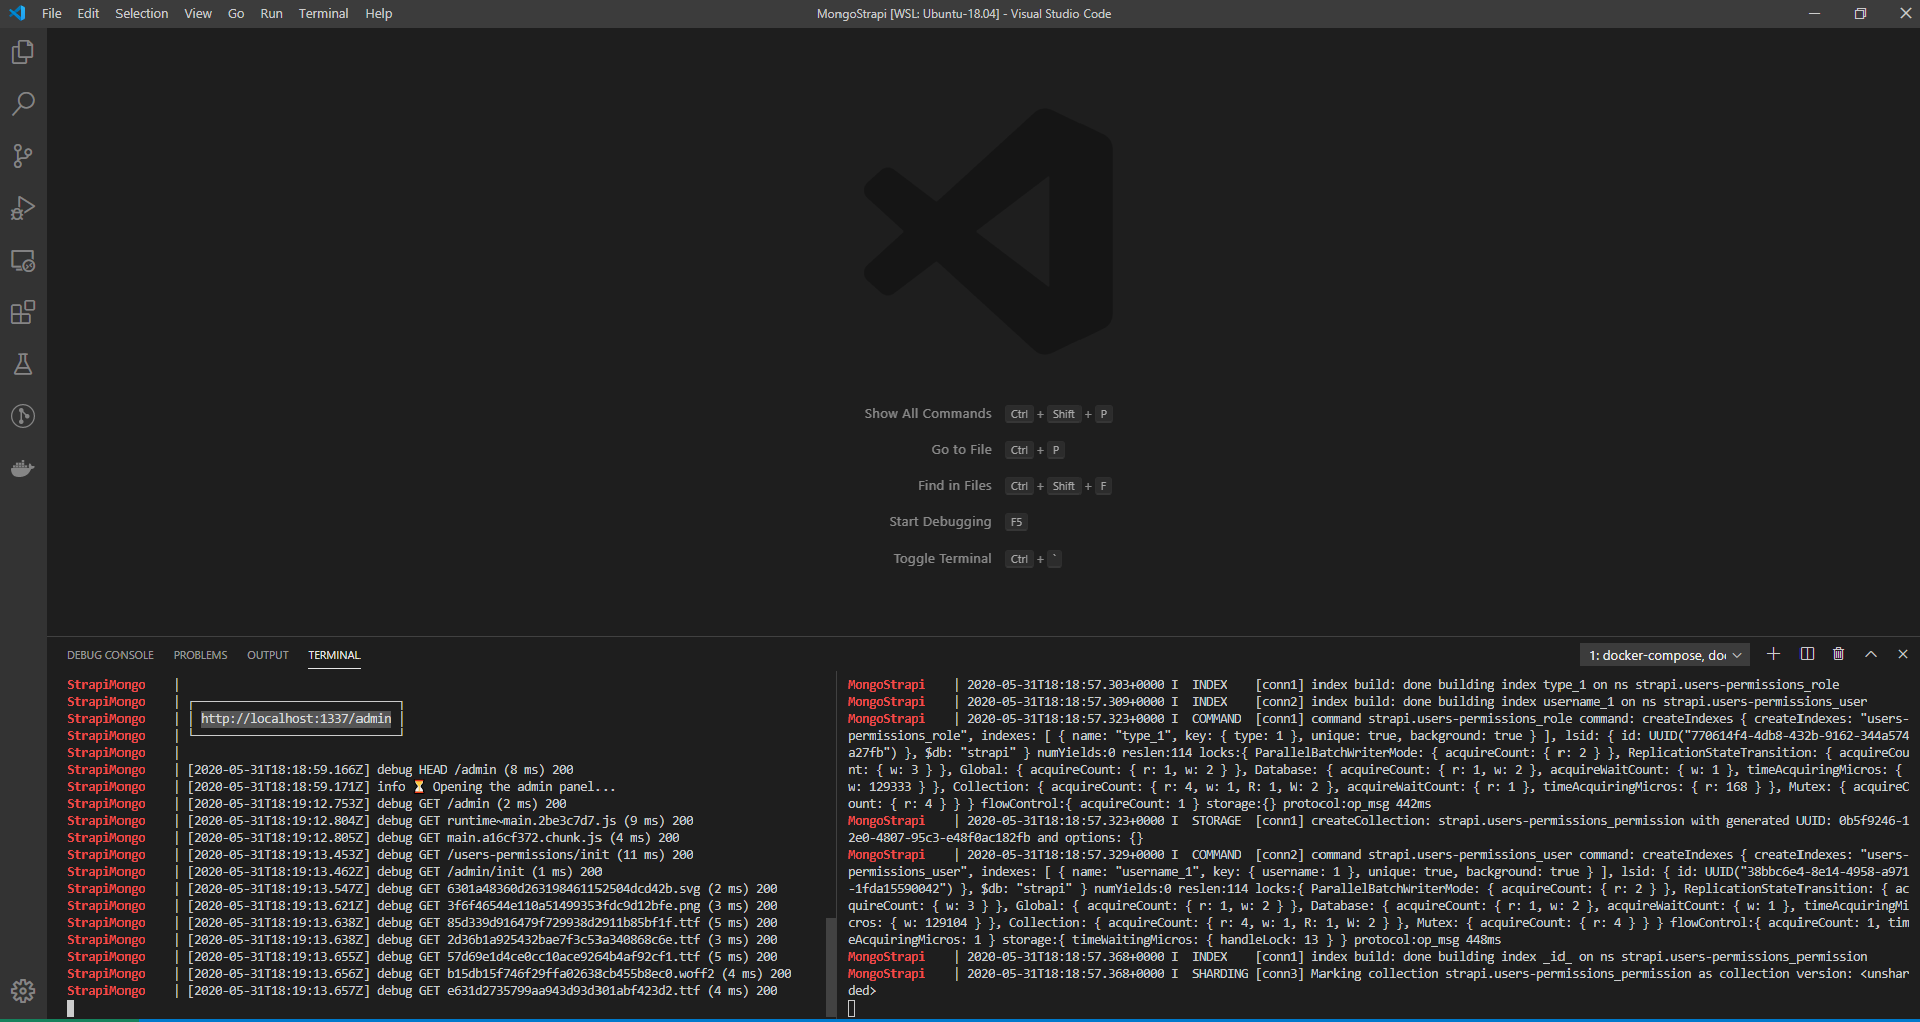 File Edit Selection View Go Run Terminal Help
MongoStrapi [WSL: Ubuntu-18.04] - Visual Studio Code
Show All Commands Ctrl + Shift + P
Go to File Ctrl + P
Find in Files Ctrl + Shift + F
Start Debugging F5
Toggle Terminal Ctrl + `
DEBUG CONSOLE PROBLEMS OUTPUT TERMINAL
1: docker-compose, do
StrapiMongo |
StrapiMongo |
StrapiMongo | | http://localhost:1337/admin |
StrapiMongo |
StrapiMongo |
StrapiMongo | [2020-05-31T18:18:59.166Z] debug HEAD /admin (8 ms) 200
StrapiMongo | [2020-05-31T18:18:59.171Z] info ⏳ Opening the admin panel...
StrapiMongo | [2020-05-31T18:19:12.753Z] debug GET /admin (2 ms) 200
StrapiMongo | [2020-05-31T18:19:12.804Z] debug GET runtime~main.2be3c7d7.js (9 ms) 200
StrapiMongo | [2020-05-31T18:19:12.805Z] debug GET main.a16cf372.chunk.js (4 ms) 200
StrapiMongo | [2020-05-31T18:19:13.453Z] debug GET /users-permissions/init (11 ms) 200
StrapiMongo | [2020-05-31T18:19:13.462Z] debug GET /admin/init (1 ms) 200
StrapiMongo | [2020-05-31T18:19:13.547Z] debug GET 6301a48360d263198461152504dcd42b.svg (2 ms) 200
StrapiMongo | [2020-05-31T18:19:13.621Z] debug GET 3f6f46544e110a51499353fdc9d12bfe.png (3 ms) 200
StrapiMongo | [2020-05-31T18:19:13.638Z] debug GET 85d339d916479f729938d2911b85bf1f.ttf (5 ms) 200
StrapiMongo | [2020-05-31T18:19:13.638Z] debug GET 2d36b1a925432bae7f3c53a340868c6e.ttf (3 ms) 200
StrapiMongo | [2020-05-31T18:19:13.655Z] debug GET 57d69e1d4ce0cc10ace9264b4af92cf1.ttf (5 ms) 200
StrapiMongo | [2020-05-31T18:19:13.656Z] debug GET b15db15f746f29ffa02638cb455b8ec0.woff2 (4 ms) 200
StrapiMongo | [2020-05-31T18:19:13.657Z] debug GET e631d2735799aa943d93d301abf423d2.ttf (4 ms) 200
MongoStrapi | 2020-05-31T18:18:57.303+0000 I INDEX [conn1] index build: done building index type_1 on ns strapi.users-permissions_role
MongoStrapi | 2020-05-31T18:18:57.309+0000 I INDEX [conn2] index build: done building index username_1 on ns strapi.users-permissions_user
MongoStrapi | 2020-05-31T18:18:57.323+0000 I COMMAND [conn1] command strapi.users-permissions_role command: createIndexes { createIndexes: "users-
permissions_role", indexes: [ { name: "type_1", key: { type: 1 }, unique: true, background: true } ], lsid: { id: UUID("770614f4-4db8-432b-9162-344a574
a27fb") }, $db: "strapi" } numYields:0 reslen:114 locks:{ ParallelBatchWriterMode: { acquireCount: { r: 2 } }, ReplicationStateTransition: { acquireCou
nt: { w: 3 } }, Global: { acquireCount: { r: 1, w: 2 } }, Database: { acquireCount: { r: 1, w: 2 }, acquireWaitCount: { w: 1 }, timeAcquiringMicros: {
w: 129333 } }, Collection: { acquireCount: { r: 4, w: 1, R: 1, W: 2 }, acquireWaitCount: { r: 1 }, timeAcquiringMicros: { r: 168 } }, Mutex: { acquireC
ount: { r: 4 } } } flowControl:{ acquireCount: 1 } storage:{} protocol:op_msg 442ms
MongoStrapi | 2020-05-31T18:18:57.323+0000 I STORAGE [conn1] createCollection: strapi.users-permissions_permission with generated UUID: 0b5f9246-1
2e0-4807-95c3-e48f0ac182fb and options: {}
MongoStrapi | 2020-05-31T18:18:57.329+0000 I COMMAND [conn2] command strapi.users-permissions_user command: createIndexes { createIndexes: "users-
permissions_user", indexes: [ { name: "username_1", key: { username: 1 }, unique: true, background: true } ], lsid: { id: UUID("38bbc6e4-8e14-4958-a971
-1fda15590042") }, $db: "strapi" } numYields:0 reslen:114 locks:{ ParallelBatchWriterMode: { acquireCount: { r: 2 } }, ReplicationStateTransition: { ac
quireCount: { w: 3 } }, Global: { acquireCount: { r: 1, w: 2 } }, Database: { acquireCount: { r: 1, w: 2 }, acquireWaitCount: { w: 1 }, timeAcquiringMi
cros: { w: 129104 } }, Collection: { acquireCount: { r: 4, w: 1, R: 1, W: 2 } }, Mutex: { acquireCount: { r: 4 } } } flowControl:{ acquireCount: 1, tim
eAcquiringMicros: 1 } storage:{ timeWaitingMicros: { handleLock: 13 } } protocol:op_msg 448ms
MongoStrapi | 2020-05-31T18:18:57.368+0000 I INDEX [conn1] index build: done building index _id_ on ns strapi.users-permissions_permission
MongoStrapi | 2020-05-31T18:18:57.368+0000 I SHARDING [conn3] Marking collection strapi.users-permissions_permission as collection version: <unshar
ded>